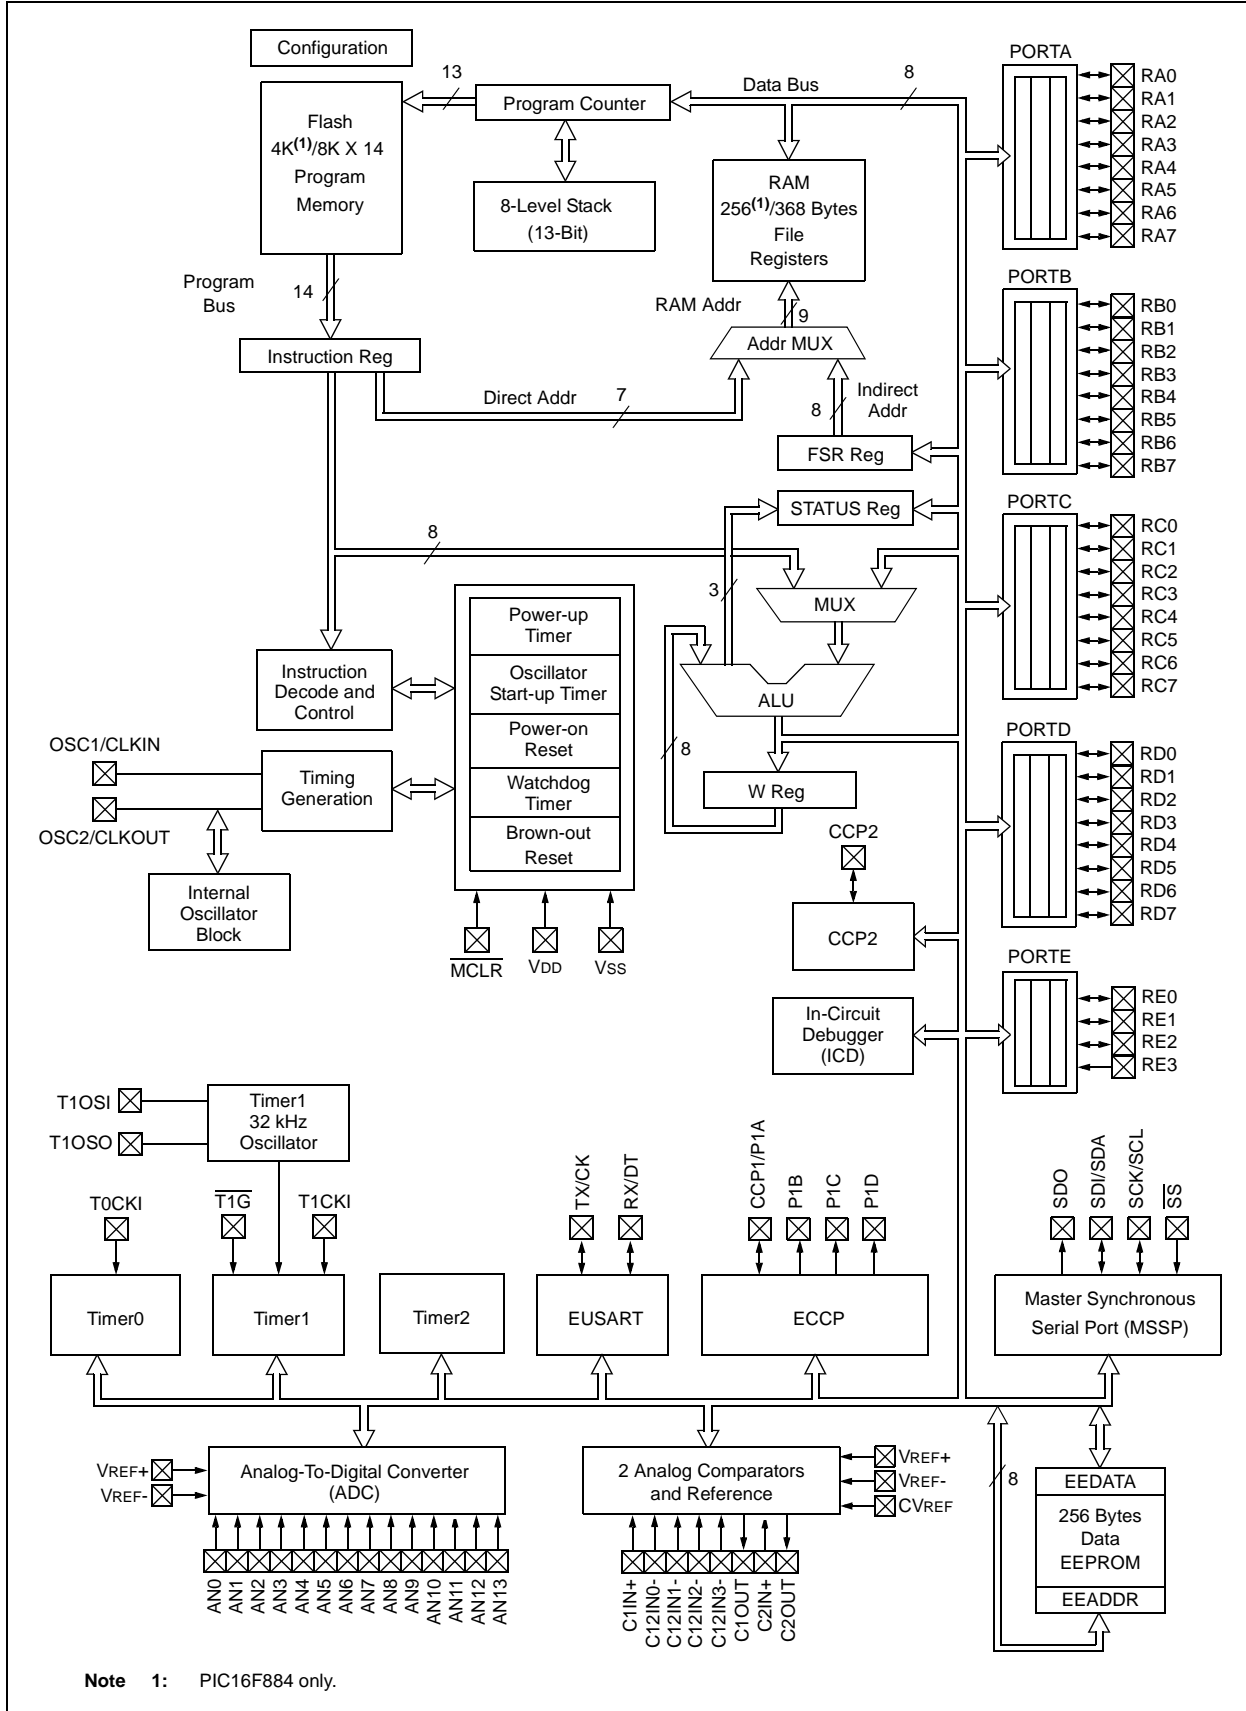 Configuration
Flash
4K(1)/8K X 14
Program
Memory
13
Program Counter
Data Bus
8
8-Level Stack
(13-Bit)
RAM
256(1)/368 Bytes
File
Registers
Program
Bus
14
RAM Addr
9
Addr MUX
Instruction Reg
Direct Addr
7
8
Indirect
Addr
FSR Reg
STATUS Reg
8
3
MUX
ALU
8
W Reg
Instruction
Decode and
Control
Power-up
Timer
Oscillator
Start-up Timer
Power-on
Reset
Watchdog
Timer
Brown-out
Reset
OSC1/CLKIN
OSC2/CLKOUT
Timing
Generation
Internal
Oscillator
Block
MCLR
VDD
VSS
CCP2
CCP2
In-Circuit
Debugger
(ICD)
PORTA
RA0
RA1
RA2
RA3
RA4
RA5
RA6
RA7
PORTB
RB0
RB1
RB2
RB3
RB4
RB5
RB6
RB7
PORTC
RC0
RC1
RC2
RC3
RC4
RC5
RC6
RC7
PORTD
RD0
RD1
RD2
RD3
RD4
RD5
RD6
RD7
PORTE
RE0
RE1
RE2
RE3
T1OSI
T1OSO
Timer1
32 kHz
Oscillator
T0CKI
T1G
T1CKI
TX/CK
RX/DT
CCP1/P1A
P1B
P1C
P1D
SDO
SDI/SDA
SCK/SCL
SS
Timer0
Timer1
Timer2
EUSART
ECCP
Master Synchronous
Serial Port (MSSP)
VREF+
VREF-
Analog-To-Digital Converter
(ADC)
AN0
AN1
AN2
AN3
AN4
AN5
AN6
AN7
AN8
AN9
AN10
AN11
AN12
AN13
2 Analog Comparators
and Reference
VREF+
VREF-
CVREF
C1IN+
C12IN0-
C12IN1-
C12IN2-
C12IN3-
C1OUT
C2IN+
C2OUT
8
EEDATA
256 Bytes
Data
EEPROM
EEADDR
Note 1: PIC16F884 only.